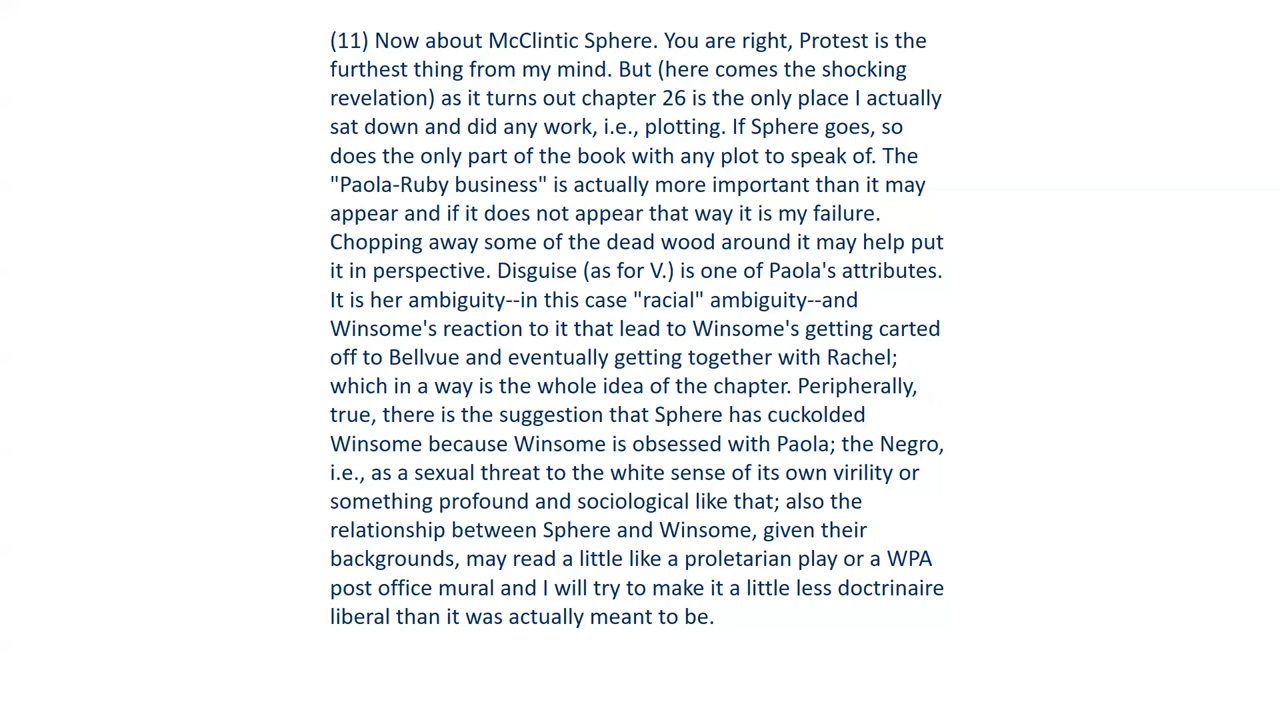 (11) Now about McClintic Sphere. You are right, Protest is the
furthest thing from my mind. But (here comes the shocking
revelation) as it turns out chapter 26 is the only place I actually
sat down and did any work, i.e., plotting. If Sphere goes, so
does the only part of the book with any plot to speak of. The
"Paola-Ruby business" is actually more important than it may
appear and if it does not appear that way it is my failure.
Chopping away some of the dead wood around it may help put
it in perspective. Disguise (as for V.) is one of Paola's attributes.
It is her ambiguity--in this case "racial" ambiguity--and
Winsome's reaction to it that lead to Winsome's getting carted
off to Bellvue and eventually getting together with Rachel;
which in a way is the whole idea of the chapter. Peripherally,
true, there is the suggestion that Sphere has cuckolded
Winsome because Winsome is obsessed with Paola; the Negro,
i.e., as a sexual threat to the white sense of its own virility or
something profound and sociological like that; also the
relationship between Sphere and Winsome, given their
backgrounds, may read a little like a proletarian play or a WPA
post office mural and I will try to make it a little less doctrinaire
liberal than it was actually meant to be.